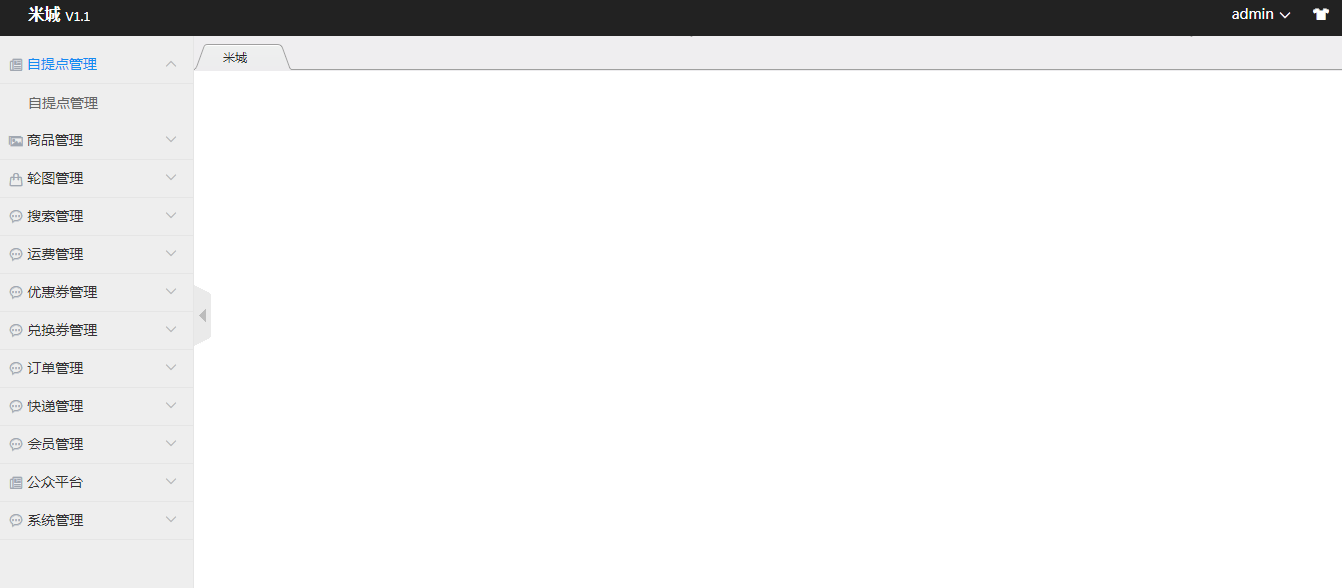 米城 V1.1
admin
米城
自提点管理
自提点管理
商品管理
轮图管理
搜索管理
运费管理
优惠券管理
兑换券管理
订单管理
快递管理
会员管理
公众平台
系统管理